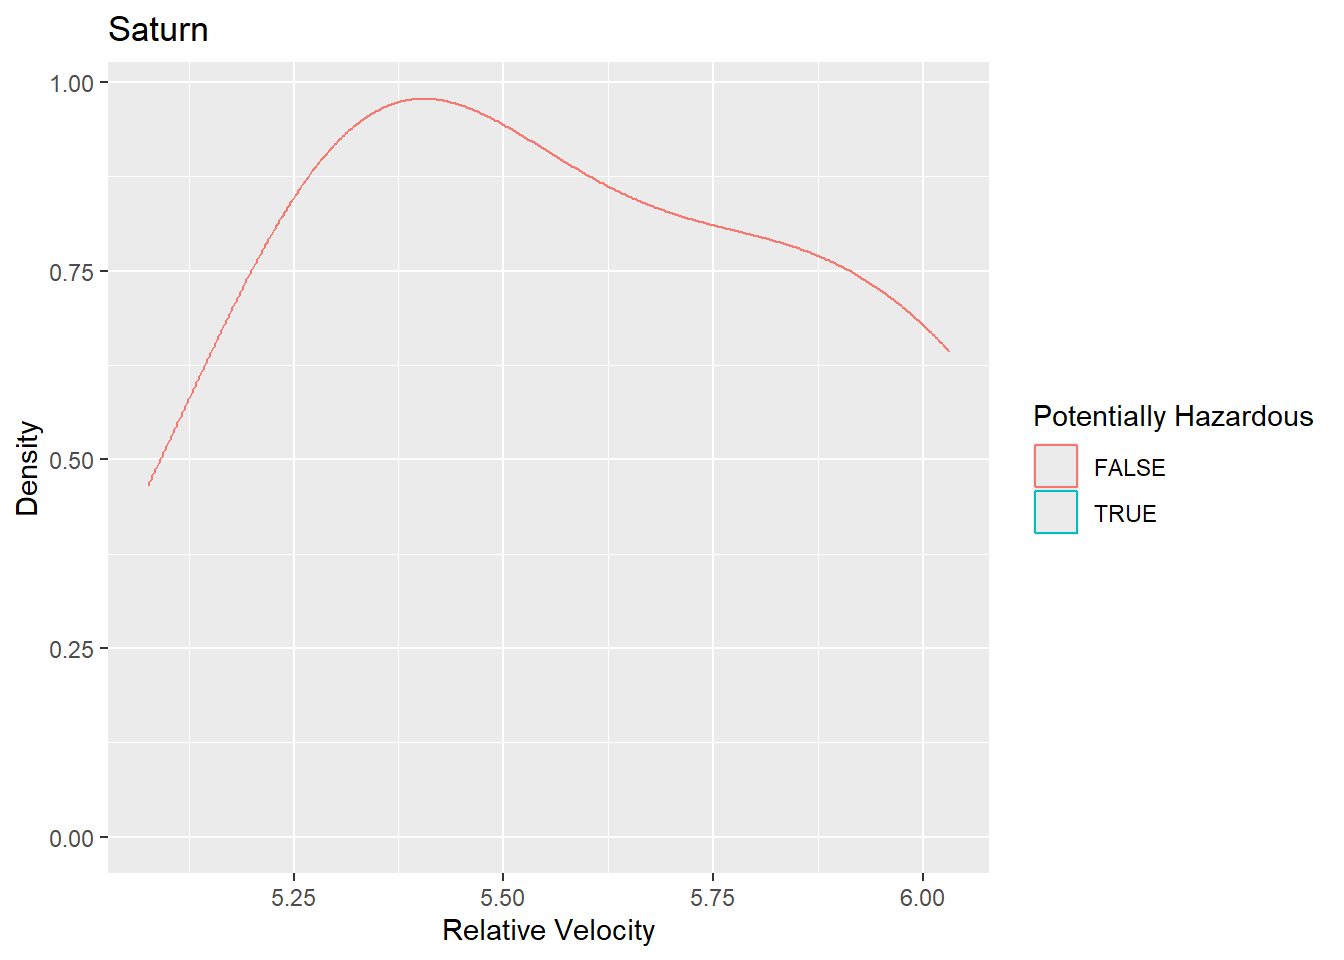 Saturn
1.00
0.75
0.50
0.25
0.00
Density
5.25 5.50 5.75 6.00
Relative Velocity
Potentially Hazardous
FALSE
TRUE